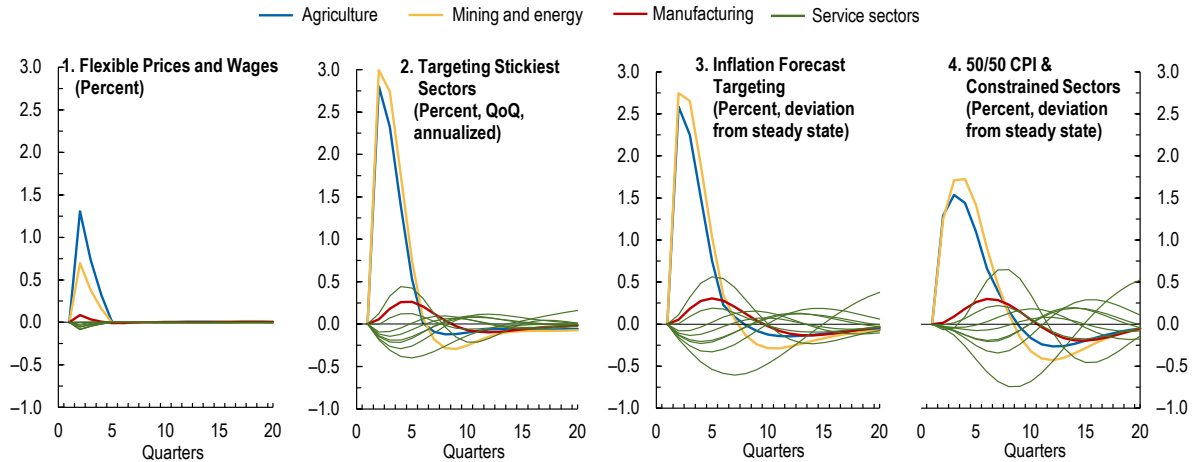 Agriculture
Mining and energy
Manufacturing
Service sectors
1. Flexible Prices and Wages
(Percent)
3.0
2.5
2.0
1.5
1.0
0.5
0.0
–0.5
–1.0
0
5
10
15
20
Quarters
2. Targeting Stickiest
Sectors
(Percent, QoQ,
annualized)
3.0
2.5
2.0
1.5
1.0
0.5
0.0
–0.5
–1.0
0
5
10
15
20
Quarters
3. Inflation Forecast
Targeting
(Percent, deviation
from steady state)
3.0
2.5
2.0
1.5
1.0
0.5
0.0
–0.5
–1.0
0
5
10
15
20
Quarters
4. 50/50 CPI &
Constrained Sectors
(Percent, deviation
from steady state)
3.0
2.5
2.0
1.5
1.0
0.5
0.0
–0.5
–1.0
0
5
10
15
20
Quarters